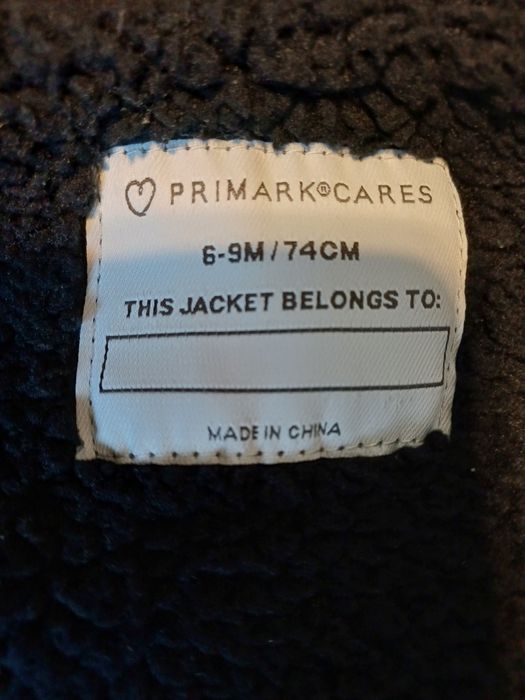 PRIMARK®CARES
6-9M/74CM
THIS JACKET BELONGS TO:
MADE IN CHINA